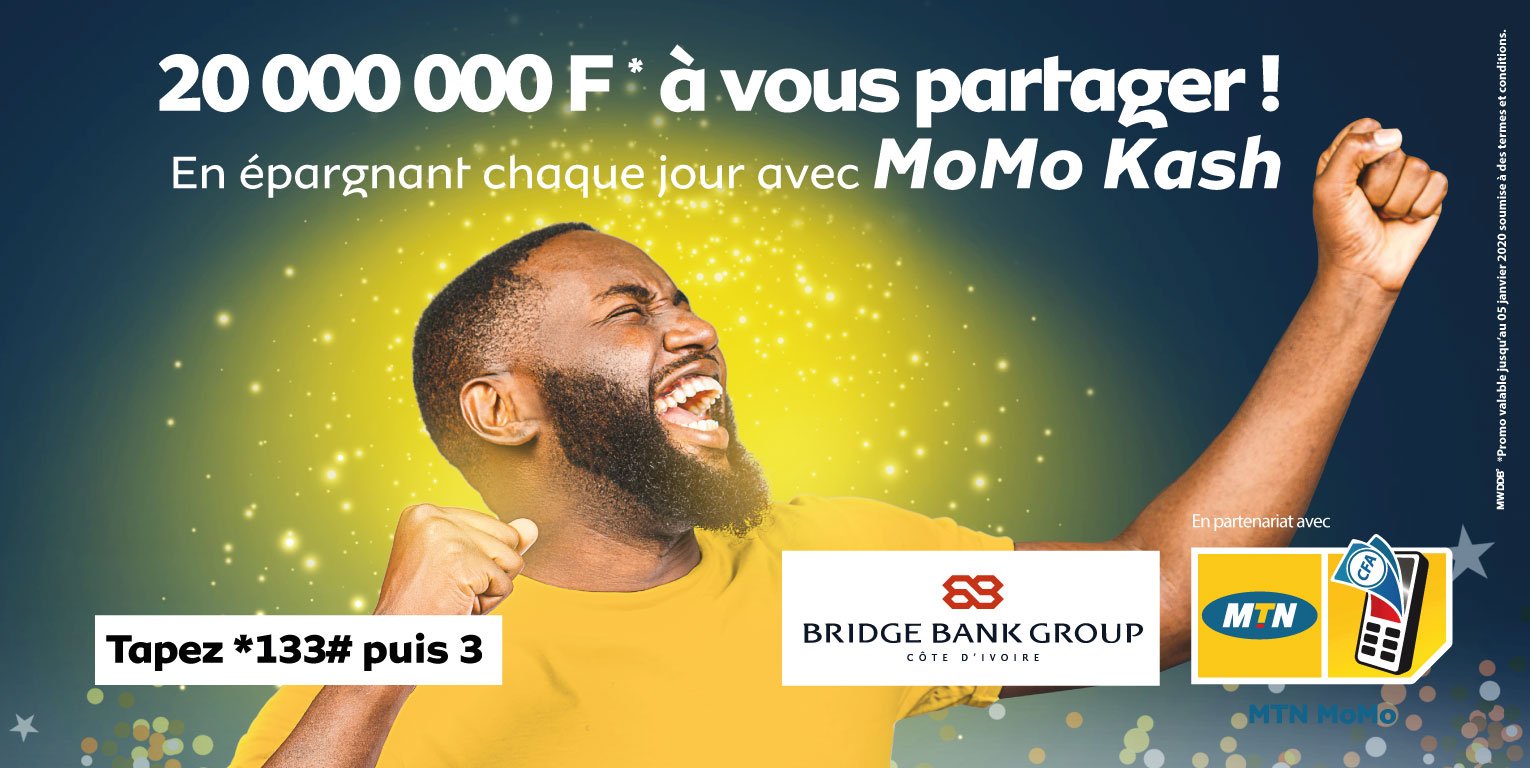 20 000 000 F* à vous partager !
En épargnant chaque jour avec MoMo Kash
MWDDB° *Promo valable jusqu'au 05 janvier 2020 soumise à des termes et conditions.
En partenariat avec
CFA
MTN
BRIDGE BANK GROUP
CÔTE D'IVOIRE
Tapez *133# puis 3
MTN MoMo